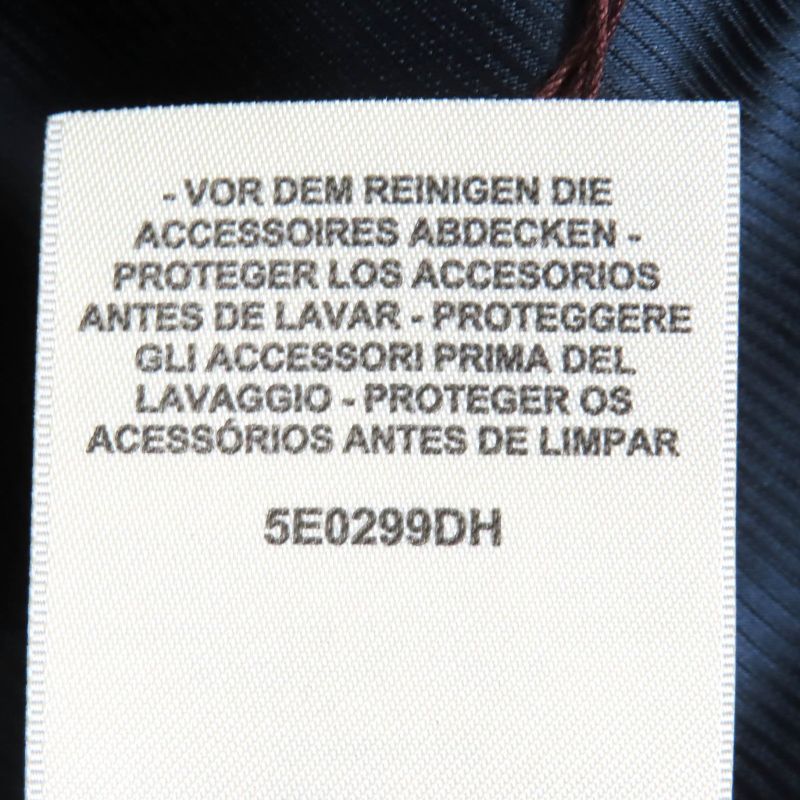 - VOR DEM REINIGEN DIE
ACCESSOIRES ABDECKEN -
PROTEGER LOS ACCESORIOS
ANTES DE LAVAR - PROTEGGERE
GLI ACCESSORI PRIMA DEL
LAVAGGIO - PROTEGER OS
ACESSÓRIOS ANTES DE LIMPAR
5E0299DH